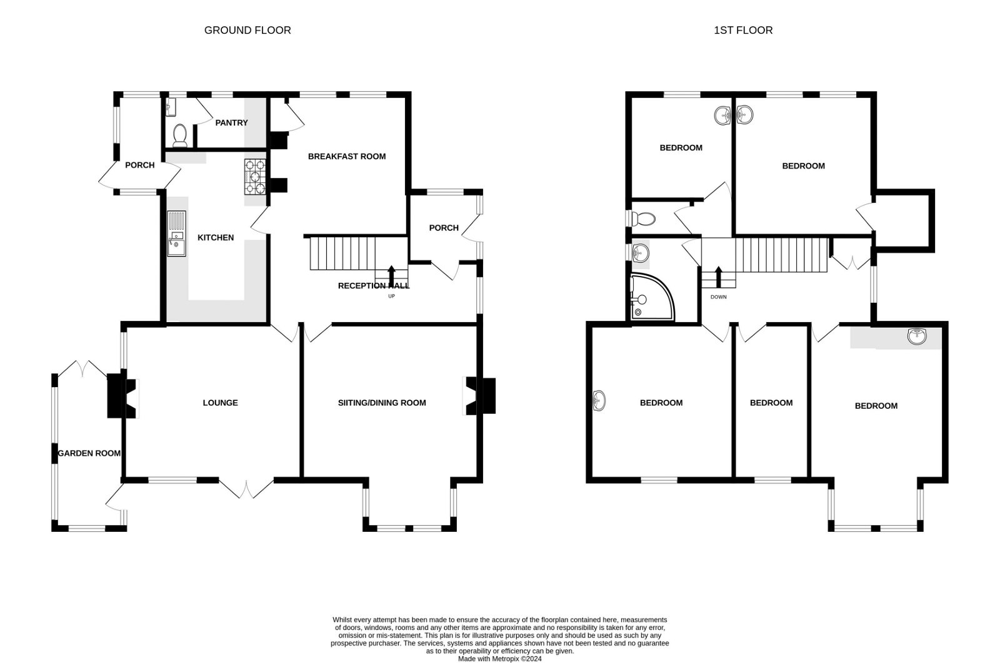 GROUND FLOOR
1ST FLOOR
PANTRY
PORCH
BREAKFAST ROOM
KITCHEN
PORCH
RECEPTION HALL
UP
LOUNGE
SIITING/DINING ROOM
GARDEN ROOM
BEDROOM
BEDROOM
DOWN
BEDROOM
BEDROOM
BEDROOM
Whilst every attempt has been made to ensure the accuracy of the floorplan contained here, measurements
of doors, windows, rooms and any other items are approximate and no responsibility is taken for any error,
omission or mis-statement. This plan is for illustrative purposes only and should be used as such by any
prospective purchaser. The services, systems and appliances shown have not been tested and no guarantee
as to their operability or efficiency can be given.
Made with Metropix ©2024